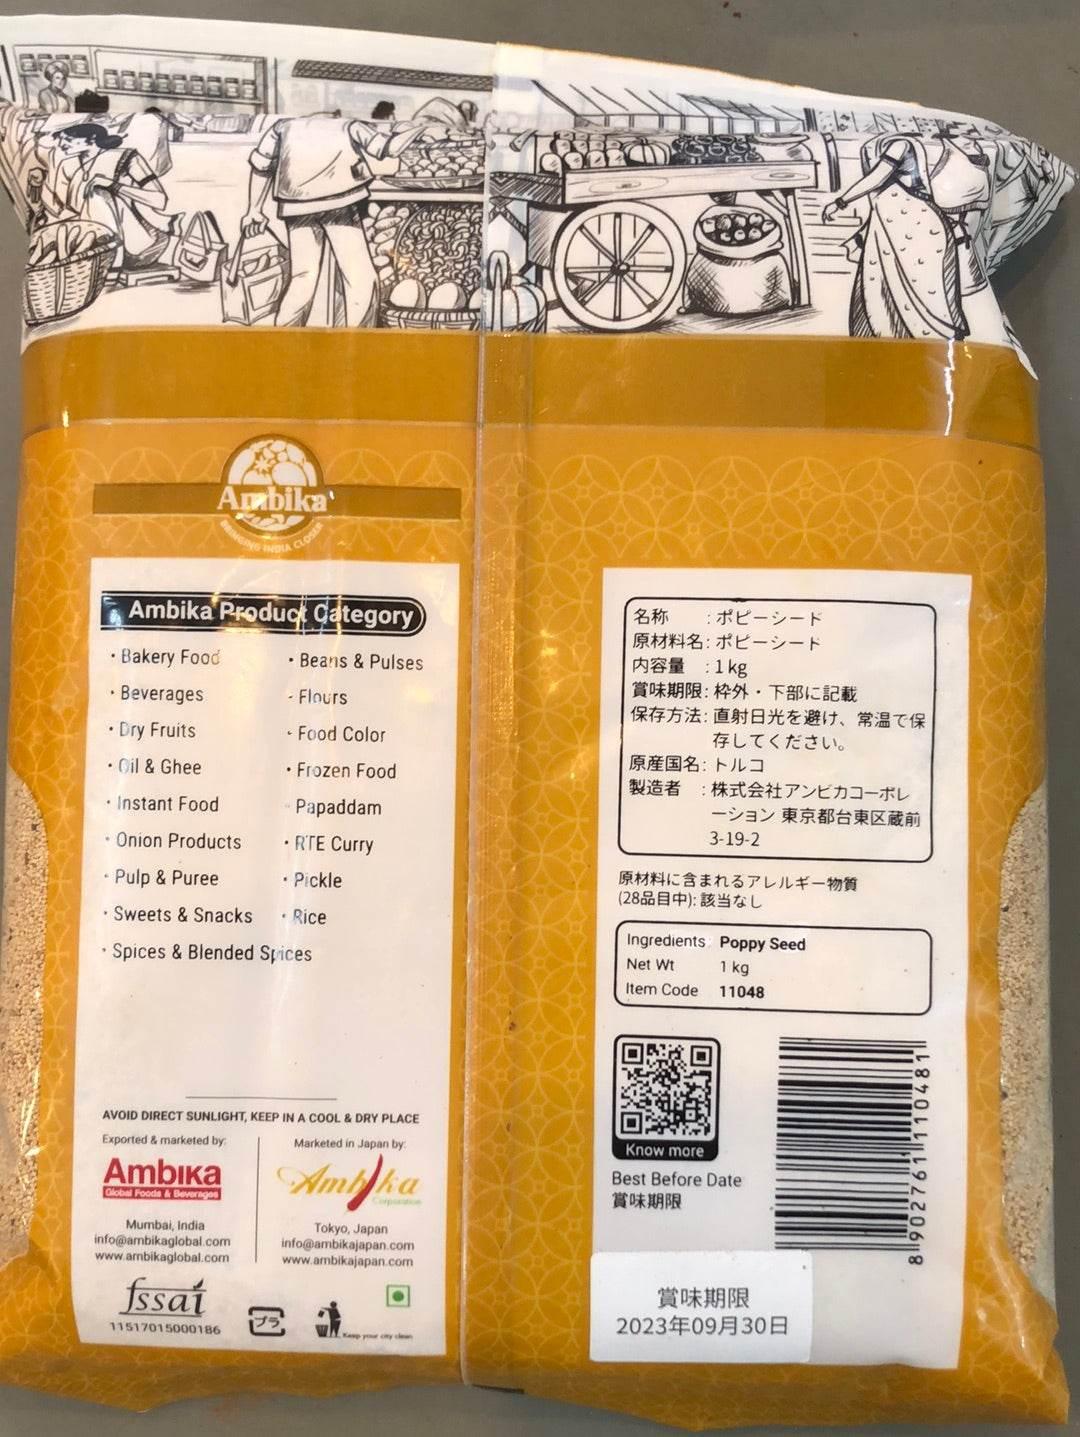 Ambika
BRINGING INDIA CLOSER
Ambika Product Category
• Bakery Food
• Beverages
• Dry Fruits
• Oil & Ghee
• Instant Food
• Onion Products
• Pulp & Puree
• Sweets & Snacks
• Spices & Blended Spices
• Beans & Pulses
• Flours
• Food Color
• Frozen Food
• Papaddam
• RTE Curry
• Pickle
• Rice
AVOID DIRECT SUNLIGHT, KEEP IN A COOL & DRY PLACE
Exported & marketed by:
Ambika
Global Foods & Beverages
Mumbai, India
info@ambikaglobal.com
www.ambikaglobal.com
Marketed in Japan by:
Ambika
Corporation
Tokyo, Japan
info@ambikajapan.com
www.ambikajapan.com
fssai
11517015000186
プラ
Keep your city clean
名称 :ポピーシード
原材料名:ポピーシード
内容量 :1kg
賞味期限:枠外・下部に記載
保存方法:直射日光を避け、常温で保
存してください。
原産国名:トルコ
製造者 :株式会社アンビカコーポレ
ーション 東京都台東区蔵前
3-19-2
原材料に含まれるアレルギー物質
(28品目中):該当なし
Ingredients: Poppy Seed
Net Wt 1 kg
Item Code 11048
Know more
Best Before Date
賞味期限
8 902761 110481
賞味期限
2023年09月30日